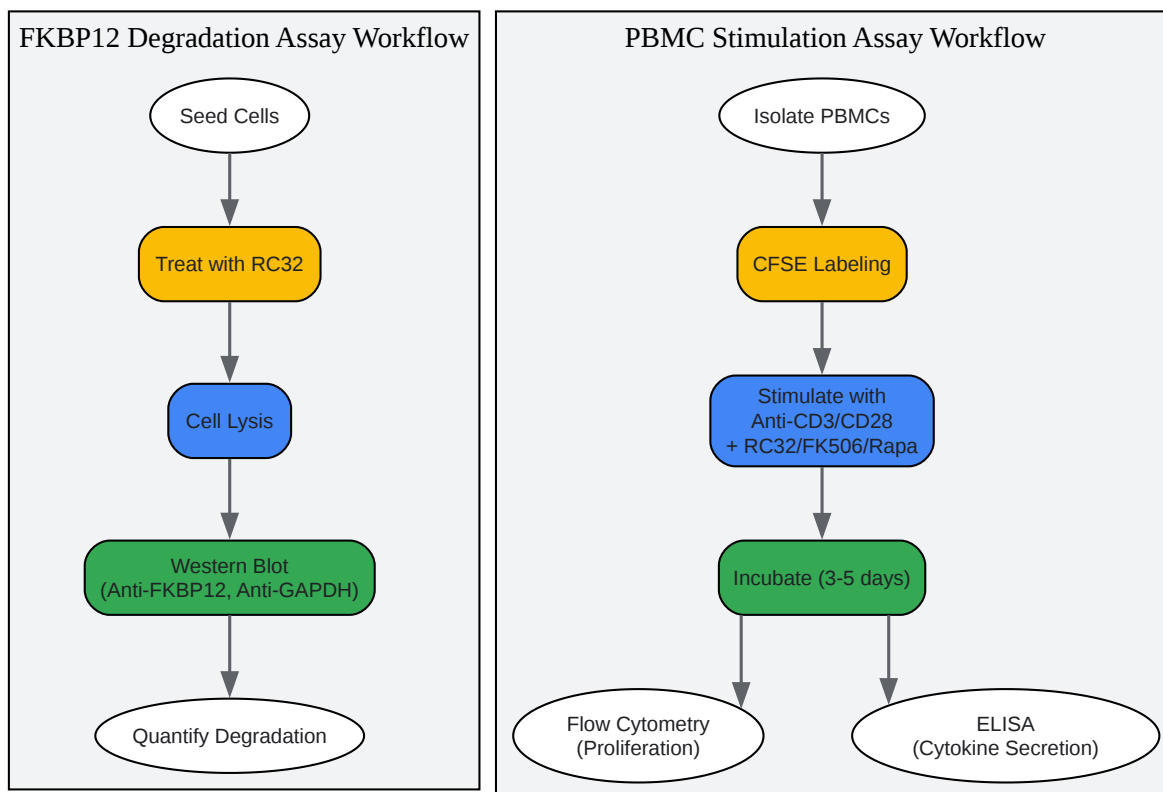 FKBP12 Degradation Assay Workflow
Seed Cells
Treat with RC32
Cell Lysis
Western Blot
(Anti-FKBP12, Anti-GAPDH)
Quantify Degradation
PBMC Stimulation Assay Workflow
Isolate PBMCs
CFSE Labeling
Stimulate with
Anti-CD3/CD28
+ RC32/FK506/Rapa
Incubate (3-5 days)
Flow Cytometry
(Proliferation)
ELISA
(Cytokine Secretion)